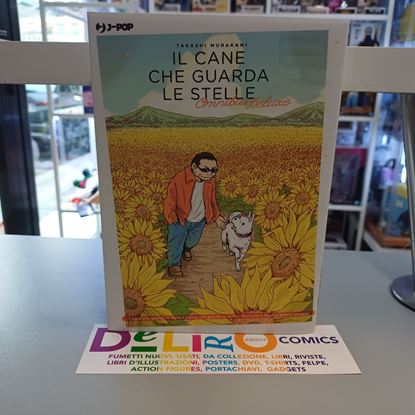 J-POP
TAKASHI MURAKAMI
IL CANE
CHE GUARDA
LE STELLE
Omnibus Deluxe
DeLIRO ABOUT COMICS
FUMETTI NUOVI, USATI, DA COLLEZIONE, LIBRI, RIVISTE,
LIBRI D'ILLUSTRAZIONI, POSTERS, DVD, T-SHIRTS, FELPE,
ACTION FIGURES, PORTACHIAVI, GADGETS